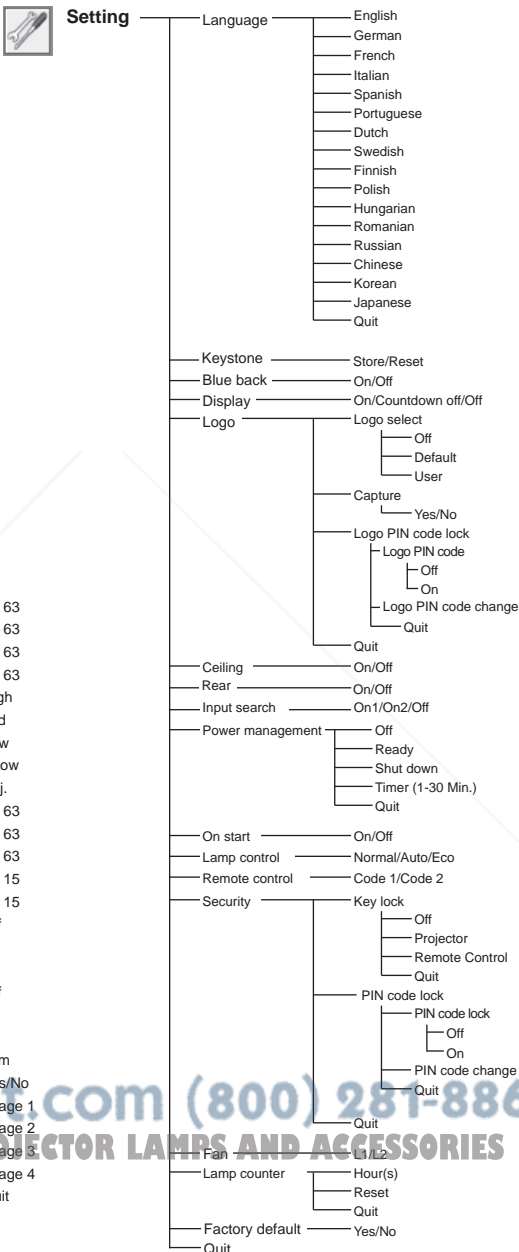 Setting
Language
English
German
French
Italian
Spanish
Portuguese
Dutch
Swedish
Finnish
Polish
Hungarian
Romanian
Russian
Chinese
Korean
Japanese
Quit
Keystone Store/Reset
Blue back On/Off
Display On/Countdown off/Off
Logo
Logo select
Off
Default
User
Capture
Yes/No
Logo PIN code lock
Logo PIN code
Off
On
Logo PIN code change
Quit
Quit
Ceiling On/Off
Rear On/Off
Input search On1/On2/Off
Power management
Off
Ready
Shut down
Timer (1-30 Min.)
Quit
On start On/Off
Lamp control Normal/Auto/Eco
Remote control Code 1/Code 2
Security
Key lock
Off
Projector
Remote Control
Quit
PIN code lock
PIN code lock
Off
On
PIN code change
Quit
Quit
Fan L1/L2
Lamp counter
Hour(s)
Reset
Quit
Factory default Yes/No
Quit
63
63
63
63
gh
d
w
ow
j.
63
63
63
15
15
m
s/No
age 1
age 2
age 3
age 4
uit
t.com (800) 281-886
JECTOR LAMPS AND ACCESSORIES